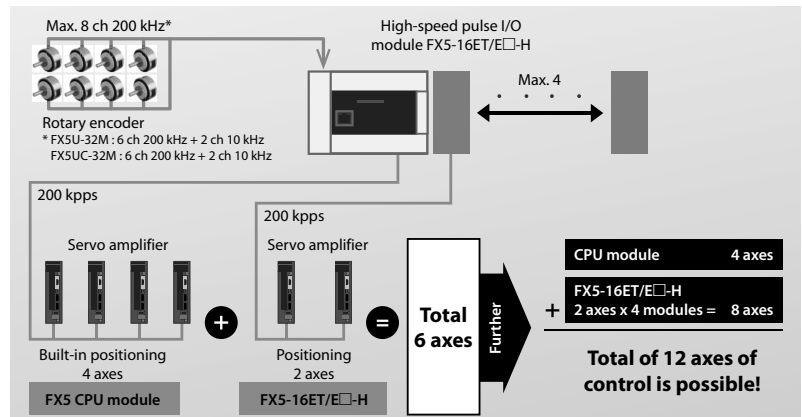 Max. 8 ch 200 kHz*
High-speed pulse I/O
module FX5-16ET/E□-H
Max. 4
Rotary encoder
* FX5U-32M : 6 ch 200 kHz + 2 ch 10 kHz
FX5UC-32M : 6 ch 200 kHz + 2 ch 10 kHz
200 kpps
200 kpps
Servo amplifier
Servo amplifier
+
=
Total
6 axes
Further
CPU module 4 axes
+
FX5-16ET/E□-H
2 axes x 4 modules = 8 axes
Total of 12 axes of
control is possible!
Built-in positioning
4 axes
FX5 CPU module
Positioning
2 axes
FX5-16ET/E□-H